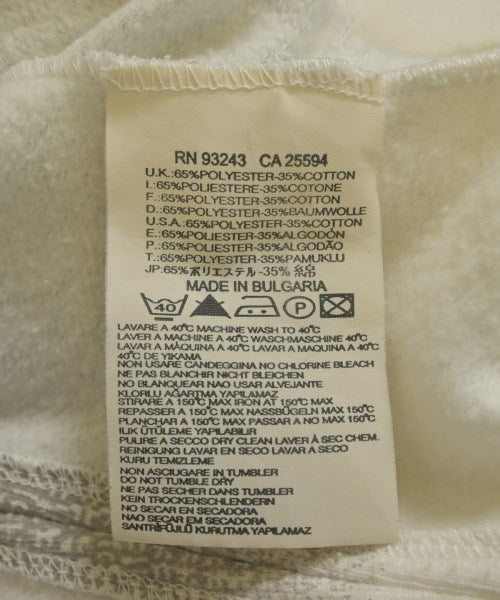 RN 93243 CA 25594
U.K.:65%POLYESTER-35%COTTON
I.:65%POLIESTERE-35%COTONE
F.:65%POLYESTER-35%COTTON
D.:65%POLYESTER-35%BAUMWOLLE
U.S.A.:65%POLYESTER-35%COTTON
E.:65%POLYESTER-35%ALGODÓN
P.:65%POLYESTER-35%ALGODÃO
T.:65%POLYESTER-35%PAMUKLU
JP:65%ポリエステル-35% 綿
MADE IN BULGARIA
40 P
LAVARE A 40°C MACHINE WASH TO 40°C
LAVER A MACHINE A 40°C WASCHMASCHINE 40°C
LAVAR A MÁQUINA A 40°C LAVAR A MAQUINA A 40°C
40°C DE YIKAMA
NON USARE CANDEGGINA NO CHLORINE BLEACH
NE PAS BLANCHIR NICHT BLEICHEN
NO BLANQUEAR NAO USAR ALVEJANTE
KLORLU AĞARTMA YAPILAMAZ
STIRARE A 150°C MAX IRON AT 150°C MAX
REPASSER A 150°C MAX NASSBÜGELN MAX 150°C
PLANCHAR A 150°C MAX PASSAR A NO MAX 150°C
ILIK ÜTÜLEME YAPILABILIR
PULIRE A SECCO DRY CLEAN LAVER À SEC CHEM.
REINIGUNG LAVAR EN SECO LAVAR A SECO
KURU TEMIZLEME
NON ASCIUGARE IN TUMBLER
DO NOT TUMBLE DRY
NE PAS SECHER DANS TUMBLER
KEIN TROCKENSCHLENDERN
NO SECAR EN SECADORA
NAO SECAR EM SECADORA
SANTRİFÜJLÜ KURUTMA YAPILAMAZ